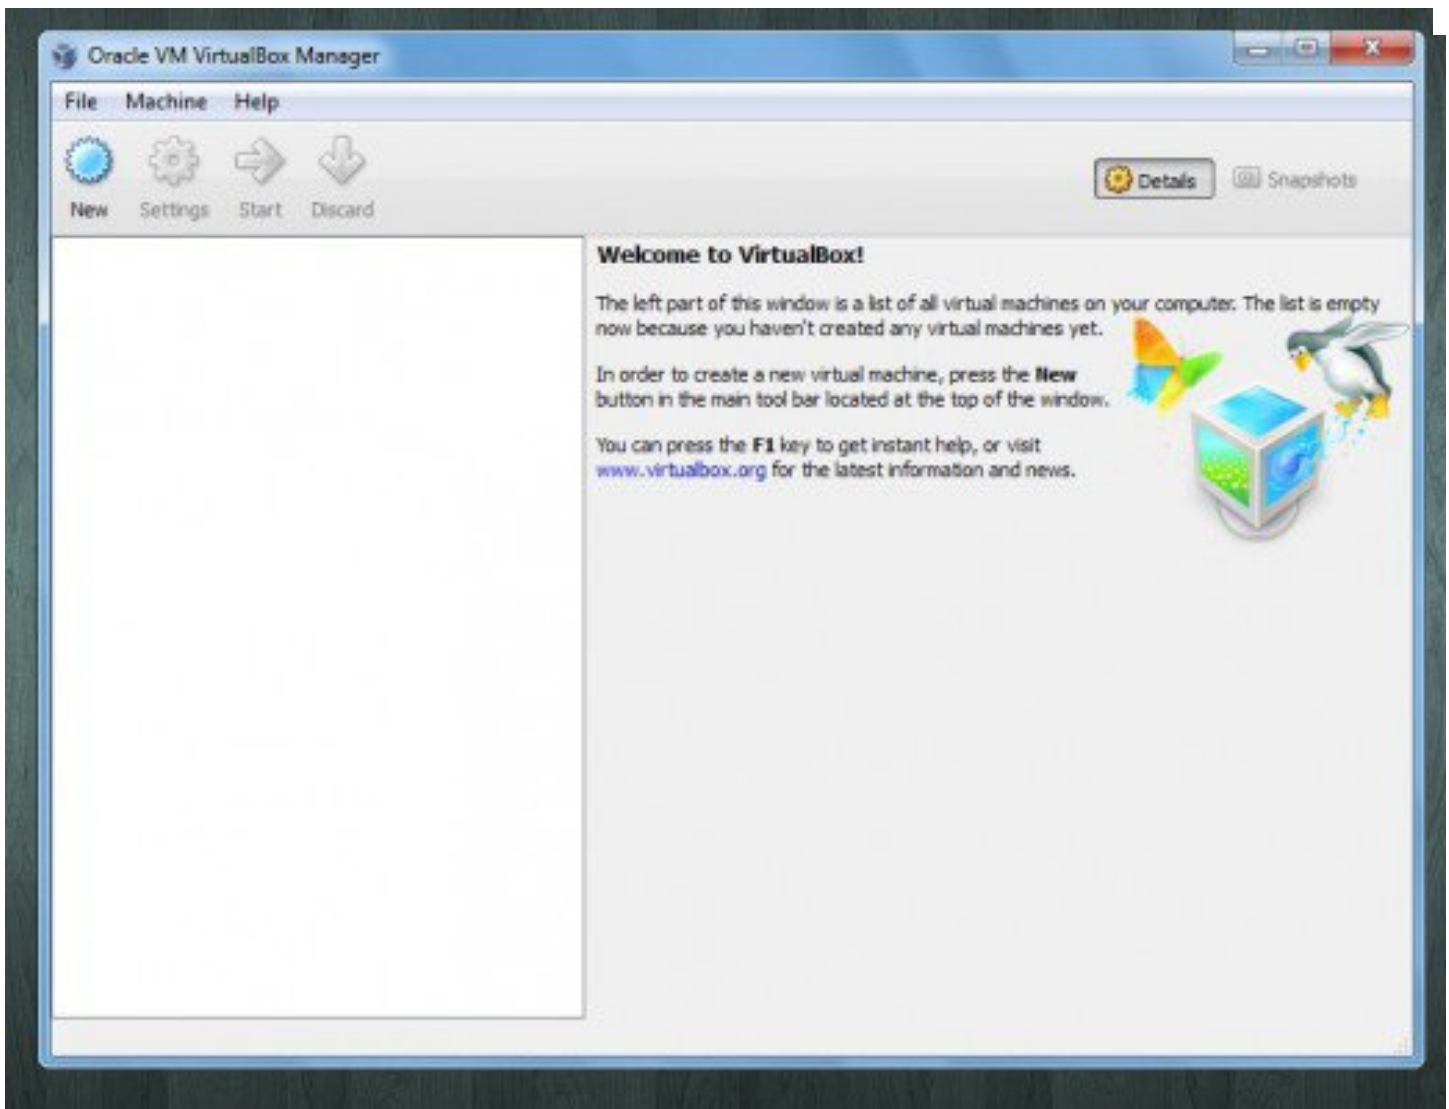 Oracle VM VirtualBox Manager
File Machine Help
New Settings Start Discard
Details Snapshots
Welcome to VirtualBox!
The left part of this window is a list of all virtual machines on your computer. The list is empty
now because you haven't created any virtual machines yet.
In order to create a new virtual machine, press the New
button in the main tool bar located at the top of the window.
You can press the F1 key to get instant help, or visit
www.virtualbox.org for the latest information and news.